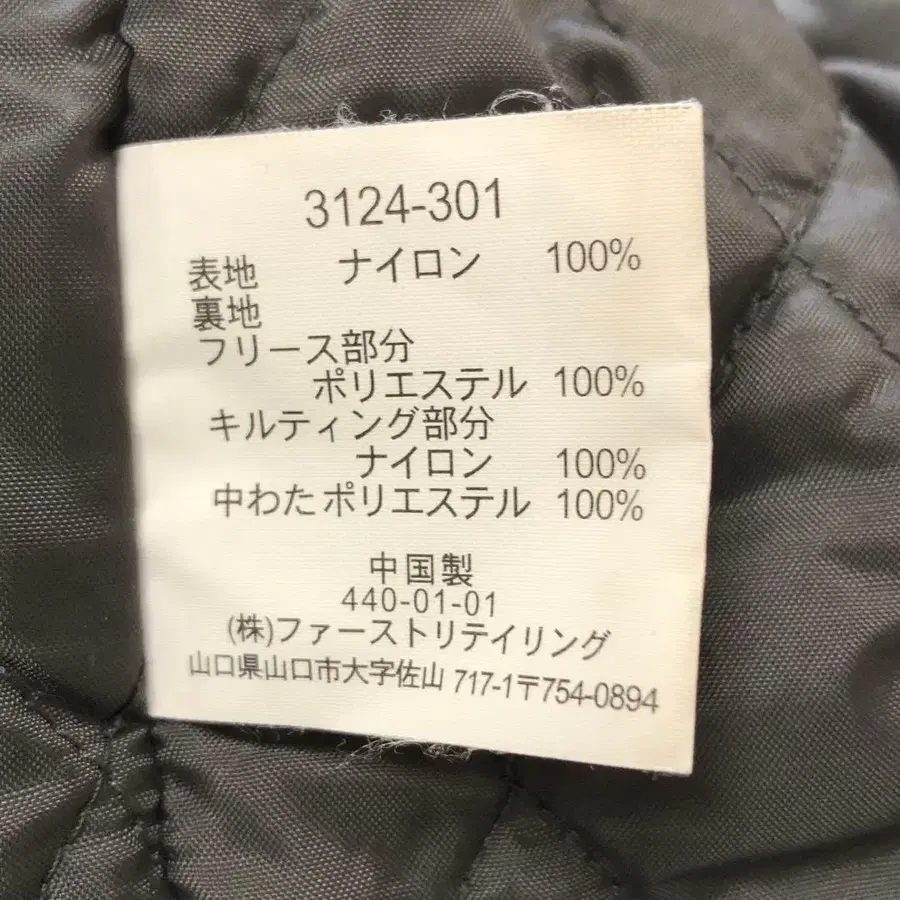 3124-301
表地 ナイロン 100%
裏地
フリース部分
ポリエステル 100%
キルティング部分
ナイロン 100%
中わた ポリエステル 100%
中国製
440-01-01
(株)ファーストリテイリング
山口県山口市大字佐山 717-1〒754-0894